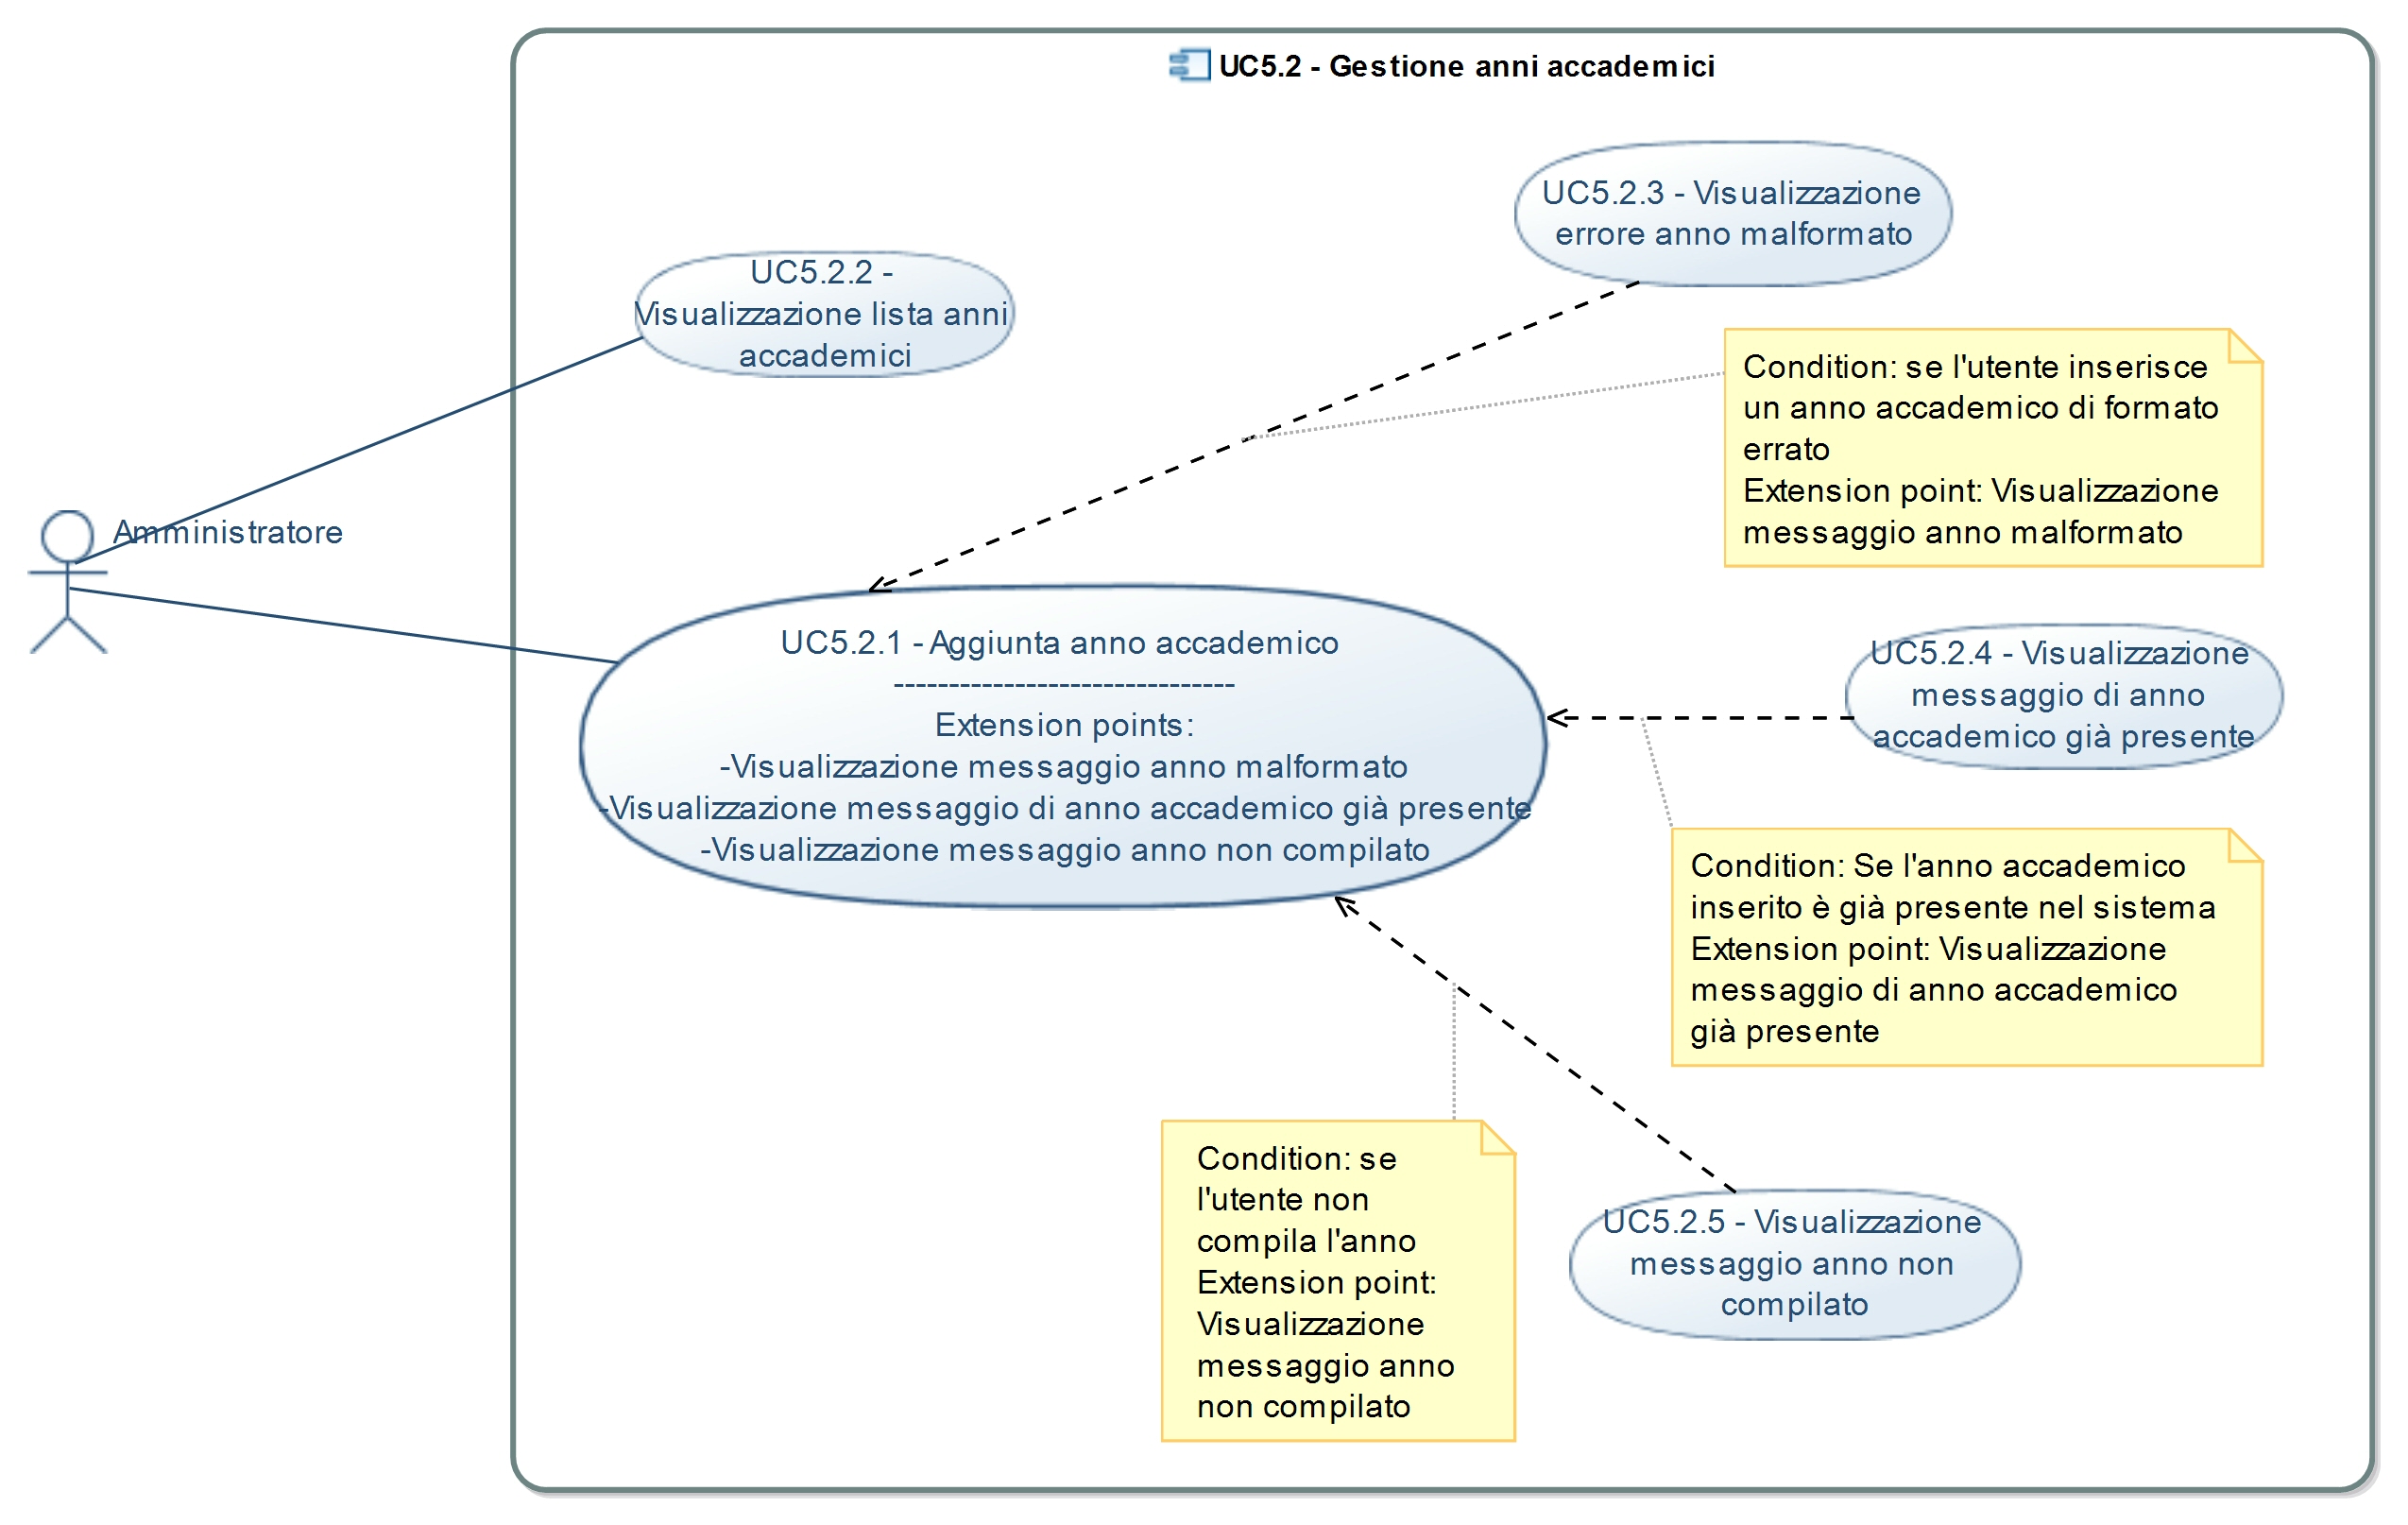 UC5.2 - Gestione anni accademici
UC5.2.3 - Visualizzazione
errore anno malformato
UC5.2.2 -
Visualizzazione lista anni
accademici
Condition: se l'utente inserisce
un anno accademico di formato
errato
Extension point: Visualizzazione
messaggio anno malformato
Amministratore
UC5.2.1 - Aggiunta anno accademico
-------------------------------
Extension points:
-Visualizzazione messaggio anno malformato
-Visualizzazione messaggio di anno accademico già presente
-Visualizzazione messaggio anno non compilato
UC5.2.4 - Visualizzazione
messaggio di anno
accademico già presente
Condition: Se l'anno accademico
inserito è già presente nel sistema
Extension point: Visualizzazione
messaggio di anno accademico
già presente
Condition: se
l'utente non
compila l'anno
Extension point:
Visualizzazione
messaggio anno
non compilato
UC5.2.5 - Visualizzazione
messaggio anno non
compilato